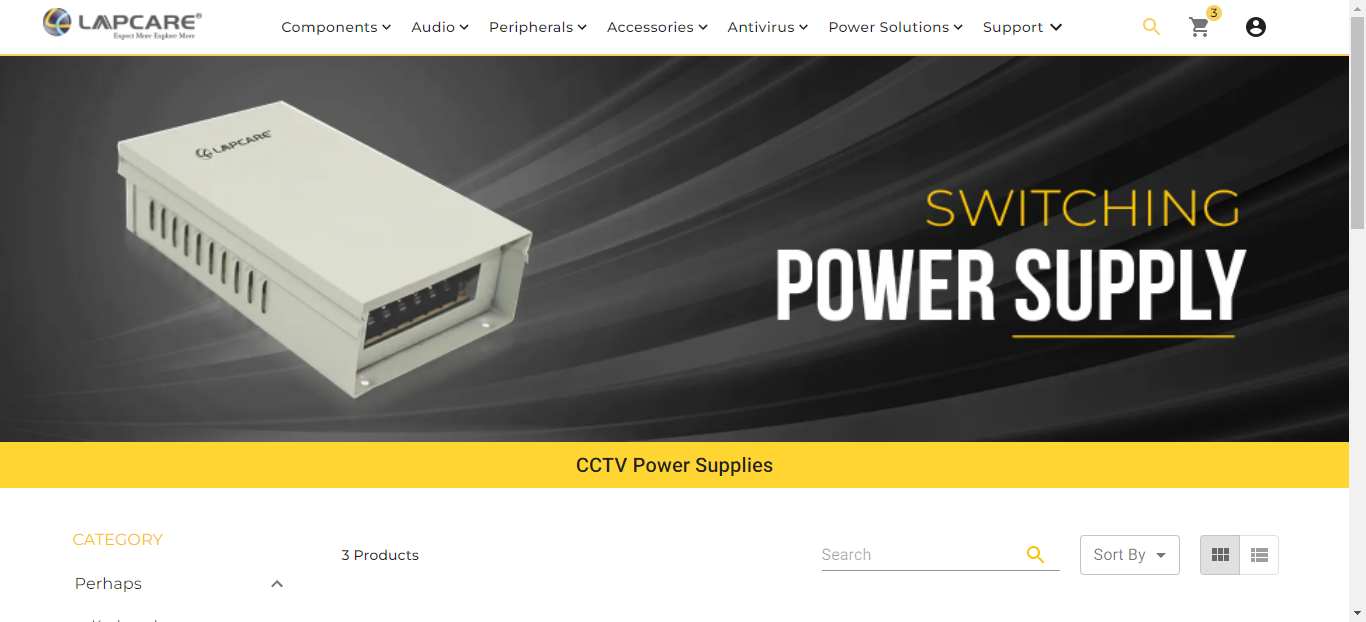 LAPCARE®
Expect More Explore More
Components
Audio
Peripherals
Accessories
Antivirus
Power Solutions
Support
3
LAPCARE
SWITCHING
POWER SUPPLY
CCTV Power Supplies
CATEGORY
3 Products
Search
Sort By
Perhaps